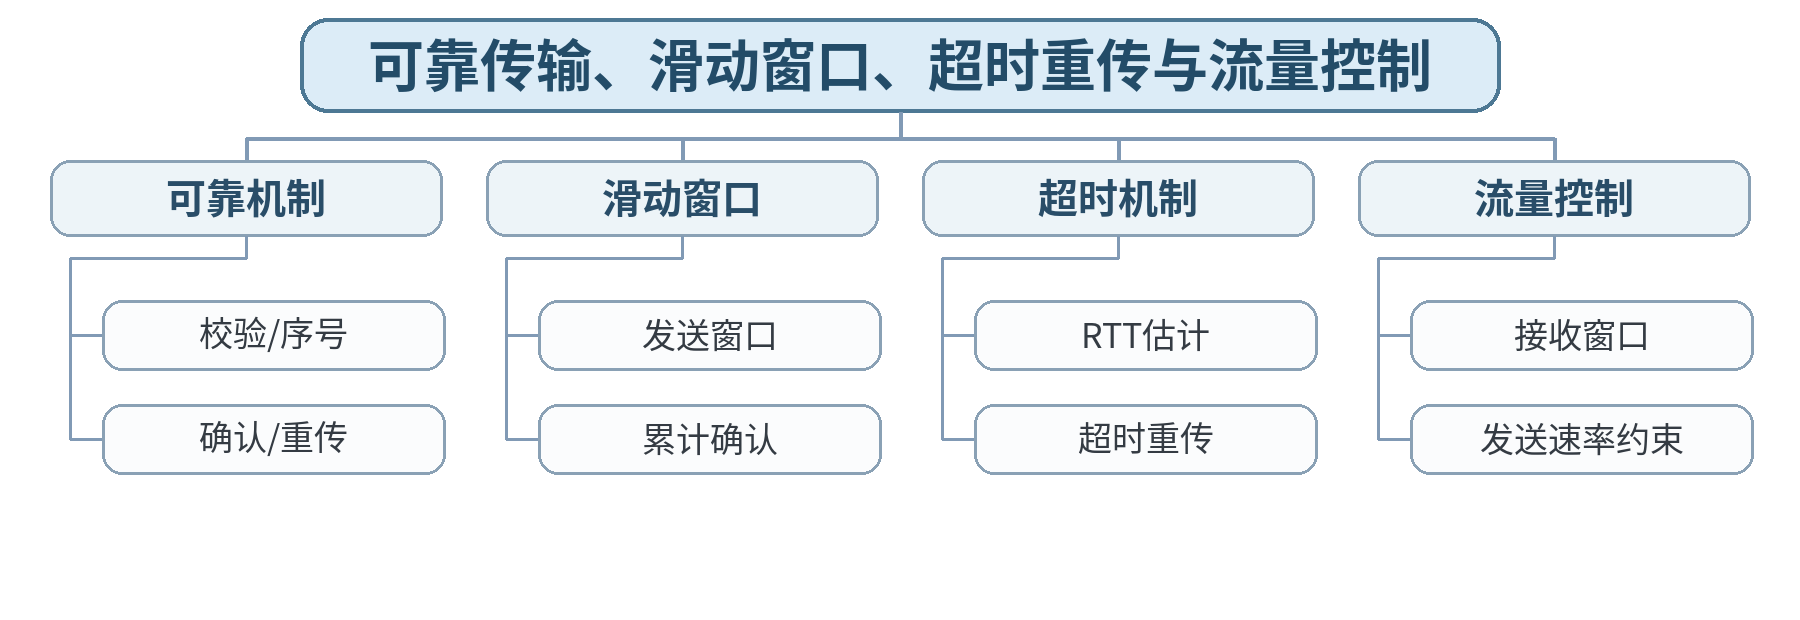 可靠传输、滑动窗口、超时重传与流量控制
可靠机制
滑动窗口
超时机制
流量控制
校验/序号
发送窗口
RTT估计
接收窗口
确认/重传
累计确认
超时重传
发送速率约束